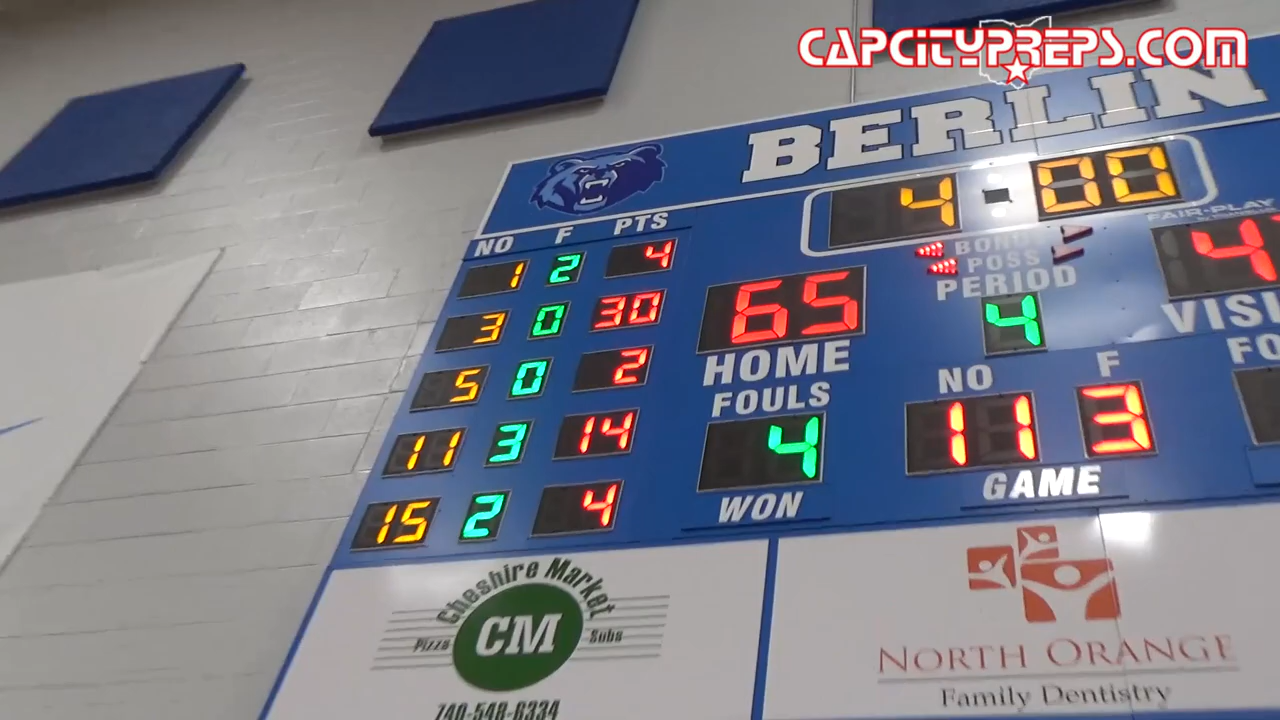 CAPCITYPREPS.COM
BERLIN
4:00
FAIR-PLAY
NO F PTS
1 2 4
3 0 30
5 0 2
11 3 14
15 2 4
65
HOME
FOULS
4
WON
BONUS
POSS
PERIOD
4
NO F
11 3
GAME
4
Cheshire Market
CM
Pizza Subs
740-548-6334
NORTH ORANGE
Family Dentistry